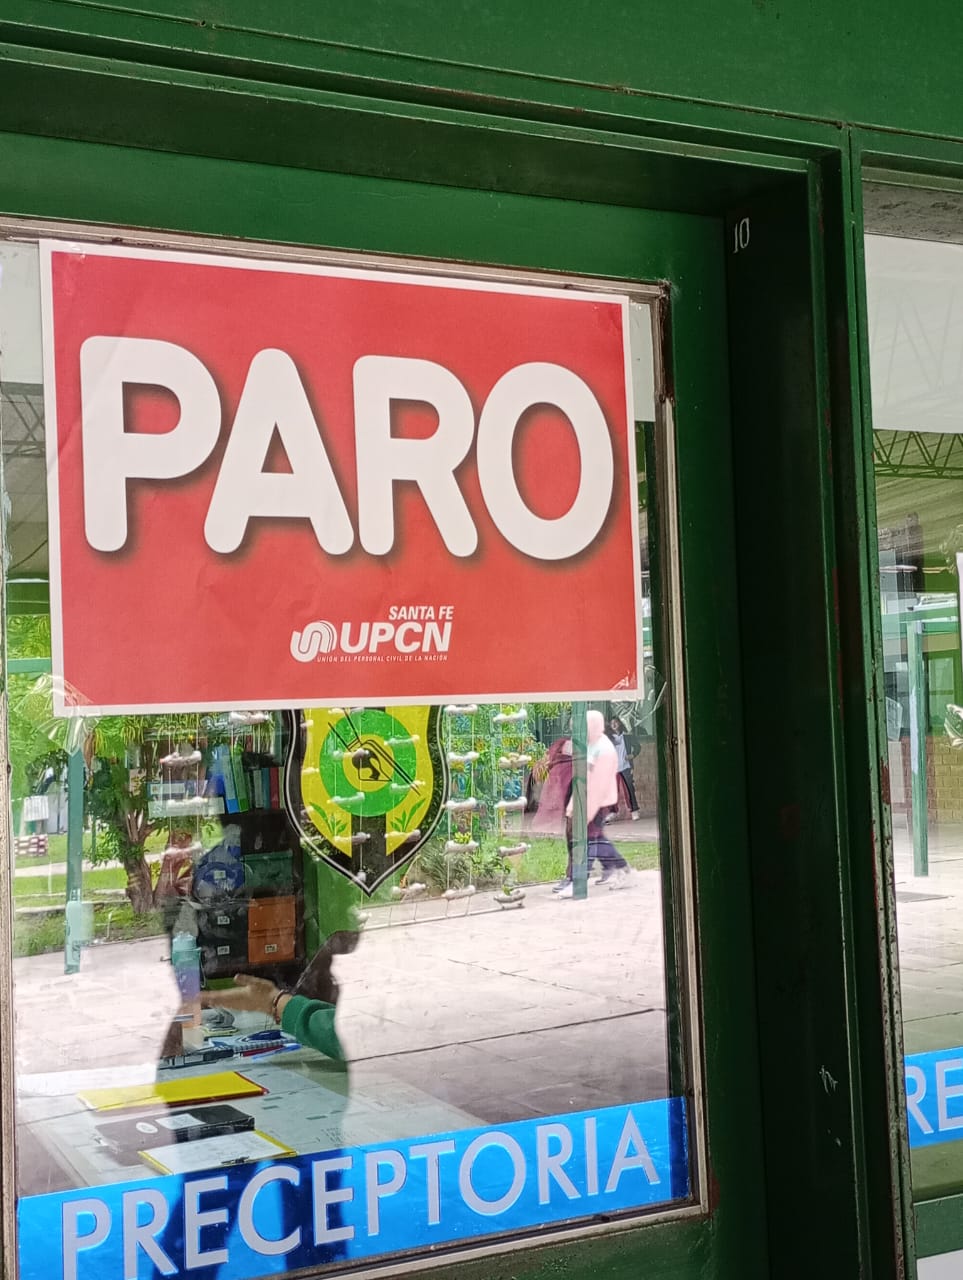 10
PARO
SANTA FE
UPCN
UNIÓN DEL PERSONAL CIVIL DE LA NACIÓN
PRECEPTORIA
RE